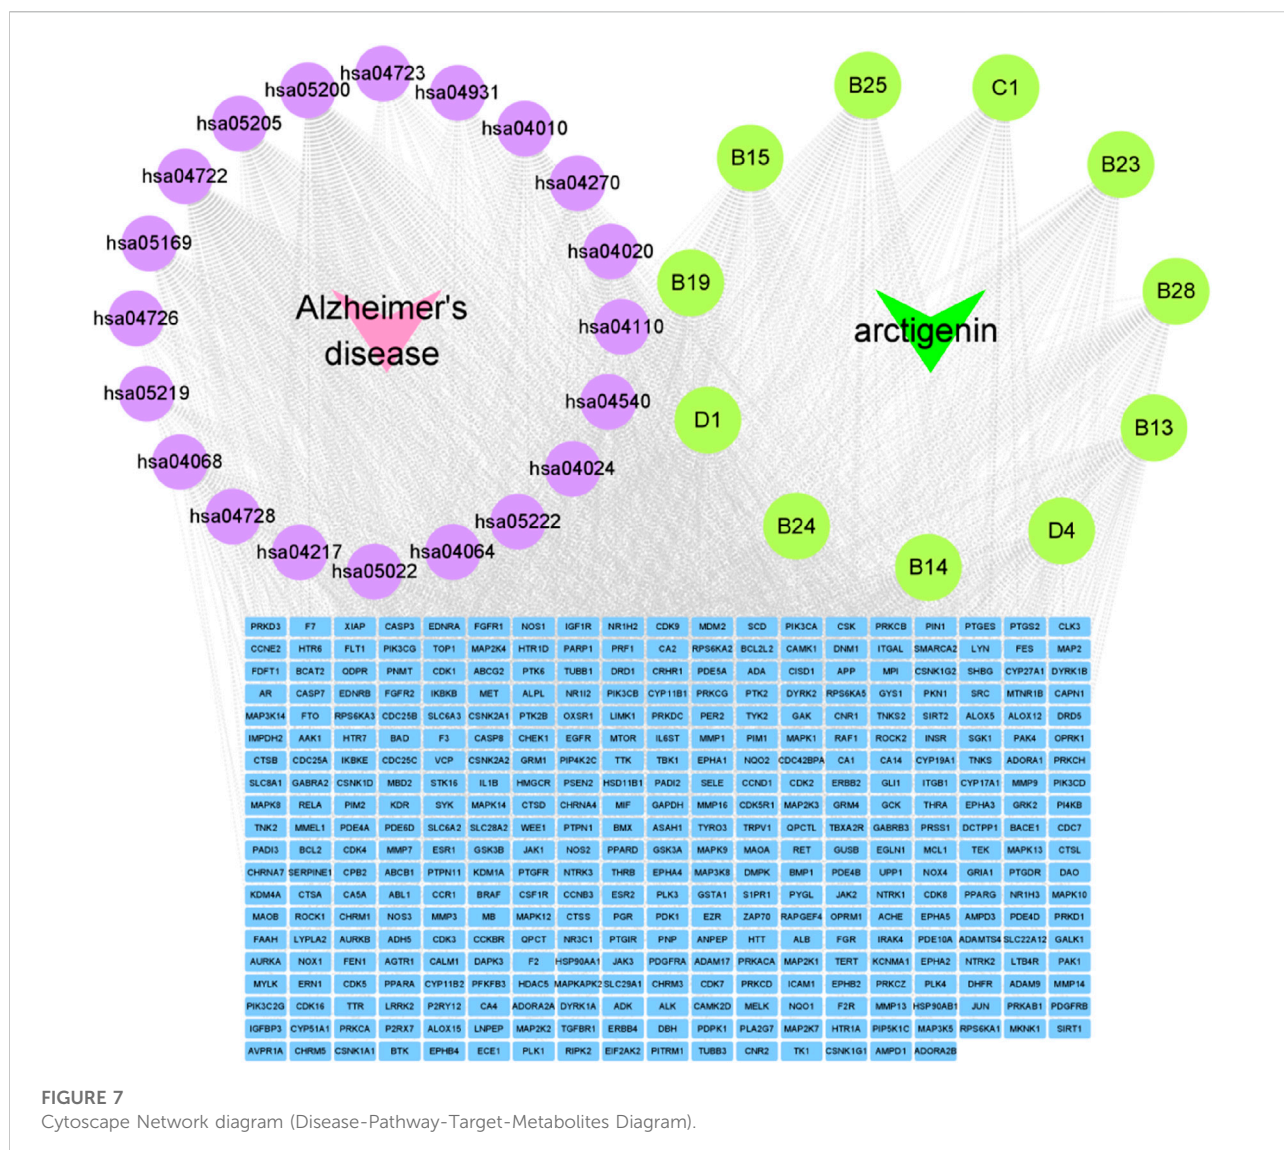 hsa04723
hsa05200
hsa04931
hsa05205
hsa04010
hsa04722
hsa04270
hsa05169
hsa04020
hsa04726
hsa04110
hsa05219
hsa04540
hsa04068
hsa04024
hsa04728
hsa05222
hsa04217
hsa04064
hsa05022
Alzheimer's
disease
B25
C1
B15
B23
B19
B28
D1
B13
B24
D4
B14
arctigenin
PRKD3 F7 XIAP CASP3 EDNRA FGFR1 NOS1 IGF1R NR1H2 CDK9 MDM2 SCD PIK3CA CSK PRKCB PIN1 PTGES PTGS2 CLK3
CCNE2 HTR6 FLT1 PIK3CG TOP1 MAP2K4 HTR1D PARP1 PRF1 CA2 RPS6KA2 BCL2L2 CAMK1 DNM1 ITGAL SMARCA2 LYN FES MAP2
FDFT1 BCAT2 QDPR PNMT CDK1 ABCG2 PTK6 TUBB1 DRD1 CRHR1 PDE5A ADA CISD1 APP MPI CSNK1G2 SHBG CYP27A1 DYRK1B
AR CASP7 EDNRB FGFR2 IKBKB MET ALPL NR1I2 PIK3CB CYP11B1 PRKCG PTK2 DYRK2 RPS6KA5 GYS1 PKN1 SRC MTNR1B CAPN1
MAP3K14 FTO RPS6KA3 CDC25B SLC6A3 CSNK2A1 PTK2B OXSR1 LIMK1 PRKDC PER2 TYK2 GAK CNR1 TNKS2 SIRT2 ALOX5 ALOX12 DRD5
IMPDH2 AAK1 HTR7 BAD F3 CASP8 CHEK1 EGFR MTOR IL6ST MMP1 PIM1 MAPK1 RAF1 ROCK2 INSR SGK1 PAK4 OPRK1
CTSB CDC25A IKBKE CDC25C VCP CSNK2A2 GRM1 PIP4K2C TTK TBK1 EPHA1 NQO2 CDC42BPA CA1 CA14 CYP19A1 TNKS ADORA1 PRKCH
SLC8A1 GABRA2 CSNK1D MBD2 STK16 IL1B HMGCR PSEN2 HSD11B1 PADI2 SELE CCND1 CDK2 ERBB2 GLI1 ITGB1 CYP17A1 MMP9 PIK3CD
MAPK8 RELA PIM2 KDR SYK MAPK14 CTSD CHRNA4 MIF GAPDH MMP16 CDK5R1 MAP2K3 GRM4 GCK THRA EPHA3 GRK2 PI4KB
TNK2 MMEL1 PDE4A PDE6D SLC6A2 SLC28A2 WEE1 PTPN1 BMX ASAH1 TYRO3 TRPV1 QPCTL TBXA2R GABRB3 PRSS1 DCTPP1 BACE1 CDC7
PADI3 BCL2 CDK4 MMP7 ESR1 GSK3B JAK1 NOS2 PPARD GSK3A MAPK9 MAOA RET GUSB EGLN1 MCL1 TEK MAPK13 CTSL
CHRNA7 SERPINE1 CPB2 ABCB1 PTPN11 KDM1A PTGFR NTRK3 THRB EPHA4 MAP3K8 DMPK BMP1 PDE4B UPP1 NOX4 GRIA1 PTGDR DAO
KDM4A CTSA CA5A ABL1 CCR1 BRAF CSF1R CCNB3 ESR2 PLK3 GSTA1 S1PR1 PYGL JAK2 NTRK1 CDK8 PPARG NR1H3 MAPK10
MAOB ROCK1 CHRM1 NOS3 MMP3 MB MAPK12 CTSS PGR PDK1 EZR ZAP70 RAPGEF4 OPRM1 ACHE EPHA5 AMPD3 PDE4D PRKD1
FAAH LYPLA2 AURKB ADH5 CDK3 CCKBR QPCT NR3C1 PTGIR PNP ANPEP HTT ALB FGR IRAK4 PDE10A ADAMTS4 SLC22A12 GALK1
AURKA NOX1 FEN1 AGTR1 CALM1 DAPK3 F2 HSP90AA1 JAK3 PDGFRA ADAM17 PRKACA MAP2K1 TERT KCNMA1 EPHA2 NTRK2 LTB4R PAK1
MYLK ERN1 CDK5 PPARA CYP11B2 PFKFB3 HDAC5 MAPKAPK2 SLC29A1 CHRM3 CDK7 PRKCD ICAM1 EPHB2 PRKCZ PLK4 DHFR ADAM9 MMP14
PIK3C2G CDK16 TTR LRRK2 P2RY12 CA4 ADORA2A DYRK1A ADK ALK CAMK2D MELK NQO1 F2R MMP13 HSP90AB1 JUN PRKAB1 PDGFRB
IGFBP3 CYP51A1 PRKCA P2RX7 ALOX15 LNPEP MAP2K2 TGFBR1 ERBB4 DBH PDPK1 PLA2G7 MAP2K7 HTR1A PIP5K1C MAP3K5 RPS6KA1 MKNK1 SIRT1
AVPR1A CHRM5 CSNK1A1 BTK EPHB4 ECE1 PLK1 RIPK2 EIF2AK2 PITRM1 TUBB3 CNR2 TK1 CSNK1G1 AMPD1 ADORA2B
FIGURE 7
Cytoscape Network diagram (Disease-Pathway-Target-Metabolites Diagram).